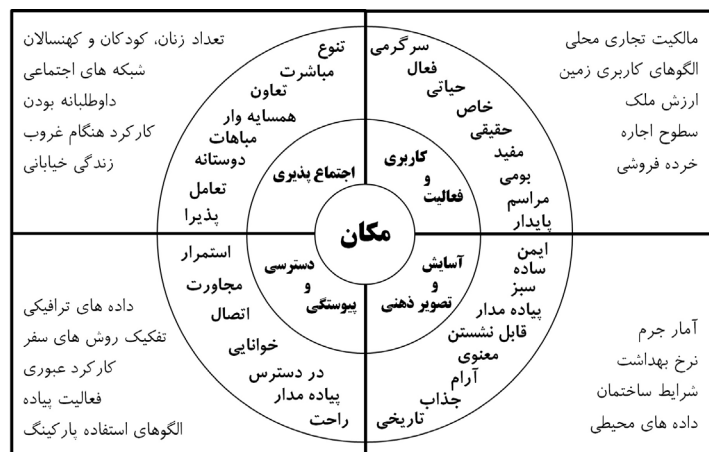 مالکیت تجاری محلی
الگوهای کاربری زمین
ارزش ملک
سطوح اجاره
خرده فروشی
سرگرمی
فعال
حیاتی
خاص
حقیقی
مفید
بومی
مراسم
پایدار
کاربری
و
فعالیت
تنوع
مباشرت
تعاون
همسایه وار
مباهات
دوستانه
تعامل
پذیرا
اجتماع پذیری
تعداد زنان، کودکان و کهنسالان
شبکه های اجتماعی
داوطلبانه بودن
کارکرد هنگام غروب
زندگی خیابانی
مکان
آسایش
و
تصویر ذهنی
ایمن
ساده
سبز
پیاده مدار
قابل نشستن
معنوی
آرام
جذاب
تاریخی
آمار جرم
نرخ بهداشت
شرایط ساختمان
داده های محیطی
دسترسی
و
پیوستگی
استمرار
مجاورت
اتصال
خوانایی
در دسترس
پیاده مدار
راحت
داده های ترافیکی
تفکیک روش های سفر
کارکرد عبوری
فعالیت پیاده
الگوهای استفاده پارکینگ